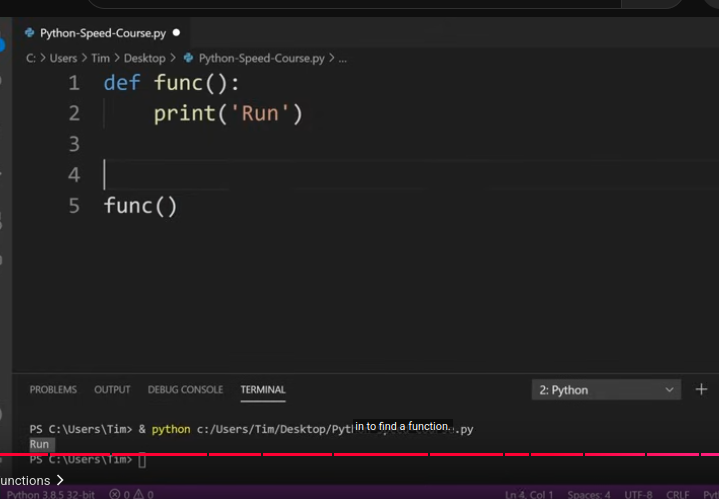 Python-Speed-Course.py ●
C: > Users > Tim > Desktop > Python-Speed-Course.py > ...
1 def func():
2     print('Run')
3
4
5 func()
PROBLEMS OUTPUT DEBUG CONSOLE TERMINAL 2: Python
PS C:\Users\Tim> & python c:/Users/Tim/Desktop/Pyt .py
in to find a function.
Run
PS C:\Users\Tim>
unctions >
Python 3.8.5 32-bit 0 0 Ln 4, Col 1 Spaces: 4 UTF-8 CRLF Pyt